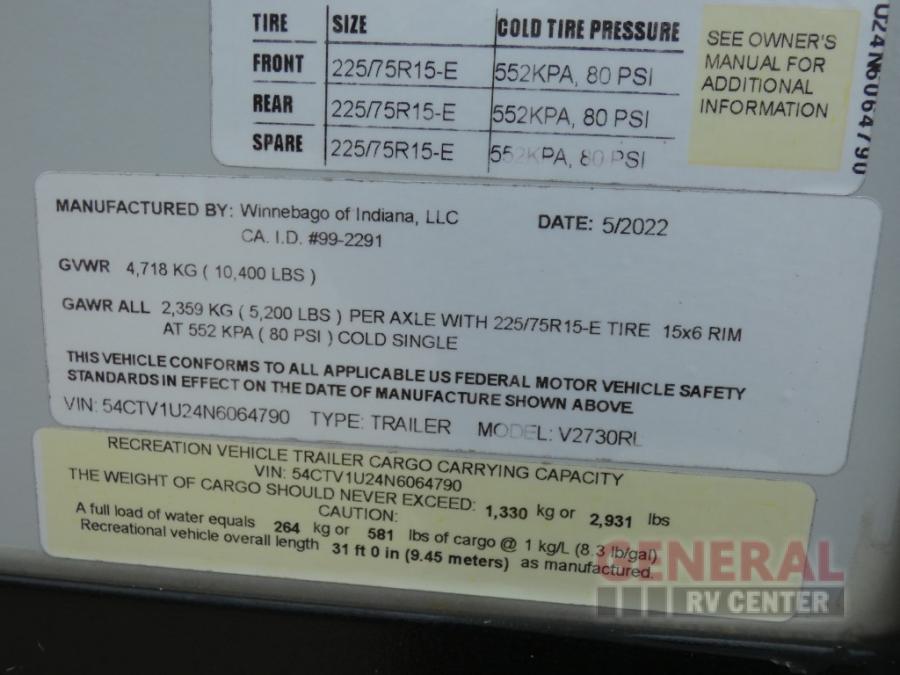 TIRE SIZE COLD TIRE PRESSURE
FRONT 225/75R15-E 552KPA, 80 PSI
REAR 225/75R15-E 552KPA, 80 PSI
SPARE 225/75R15-E 552KPA, 80 PSI
SEE OWNER'S
MANUAL FOR
ADDITIONAL
INFORMATION
U24N6064790
MANUFACTURED BY: Winnebago of Indiana, LLC DATE: 5/2022
CA. I.D. #99-2291
GVWR 4,718 KG ( 10,400 LBS )
GAWR ALL 2,359 KG ( 5,200 LBS ) PER AXLE WITH 225/75R15-E TIRE 15x6 RIM
AT 552 KPA ( 80 PSI ) COLD SINGLE
THIS VEHICLE CONFORMS TO ALL APPLICABLE US FEDERAL MOTOR VEHICLE SAFETY
STANDARDS IN EFFECT ON THE DATE OF MANUFACTURE SHOWN ABOVE.
VIN: 54CTV1U24N6064790 TYPE: TRAILER MODEL: V2730RL
RECREATION VEHICLE TRAILER CARGO CARRYING CAPACITY
VIN: 54CTV1U24N6064790
THE WEIGHT OF CARGO SHOULD NEVER EXCEED: 1,330 kg or 2,931 lbs
CAUTION:
A full load of water equals 264 kg or 581 lbs of cargo @ 1 kg/L (8.3 lb/gal)
Recreational vehicle overall length 31 ft 0 in (9.45 meters) as manufactured.
GENERAL
RV CENTER